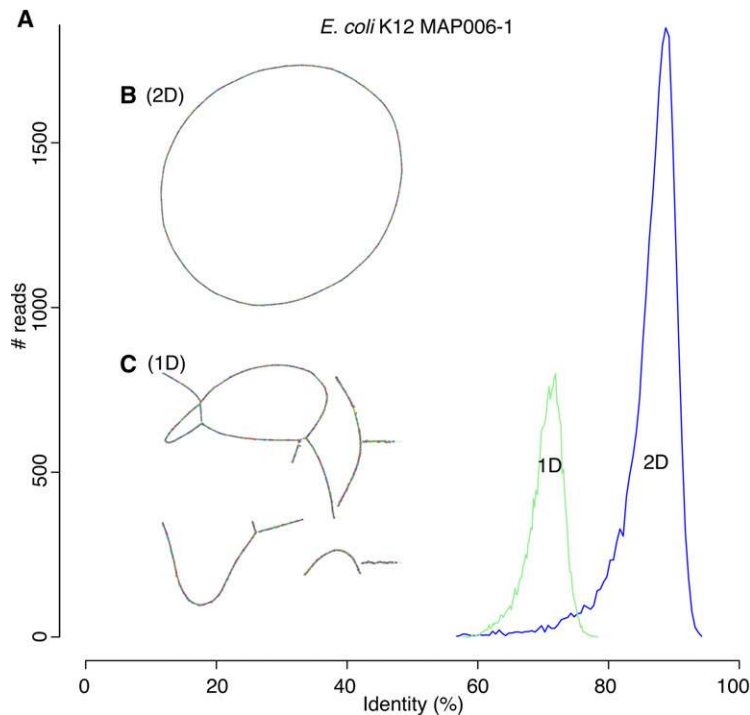 A
E. coli K12 MAP006-1
B (2D)
C (1D)
1D
2D
# reads
1500
1000
500
0
0 20 40 60 80 100
Identity (%)